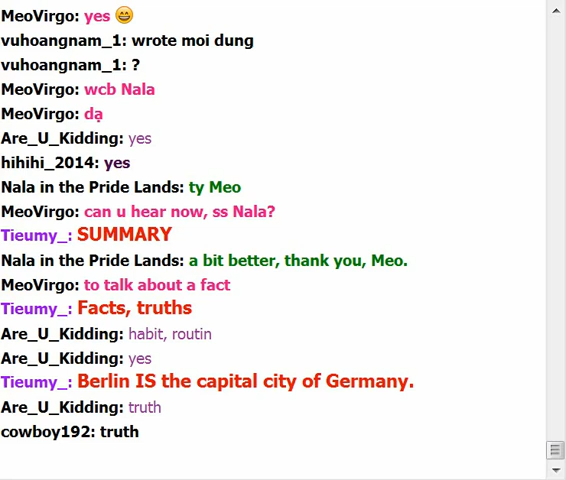 MeoVirgo: yes 😄
vuhoangnam_1: wrote moi dung
vuhoangnam_1: ?
MeoVirgo: wcb Nala
MeoVirgo: dạ
Are_U_Kidding: yes
hihihi_2014: yes
Nala in the Pride Lands: ty Meo
MeoVirgo: can u hear now, ss Nala?
Tieumy_: SUMMARY
Nala in the Pride Lands: a bit better, thank you, Meo.
MeoVirgo: to talk about a fact
Tieumy_: Facts, truths
Are_U_Kidding: habit, routin
Are_U_Kidding: yes
Tieumy_: Berlin IS the capital city of Germany.
Are_U_Kidding: truth
cowboy192: truth